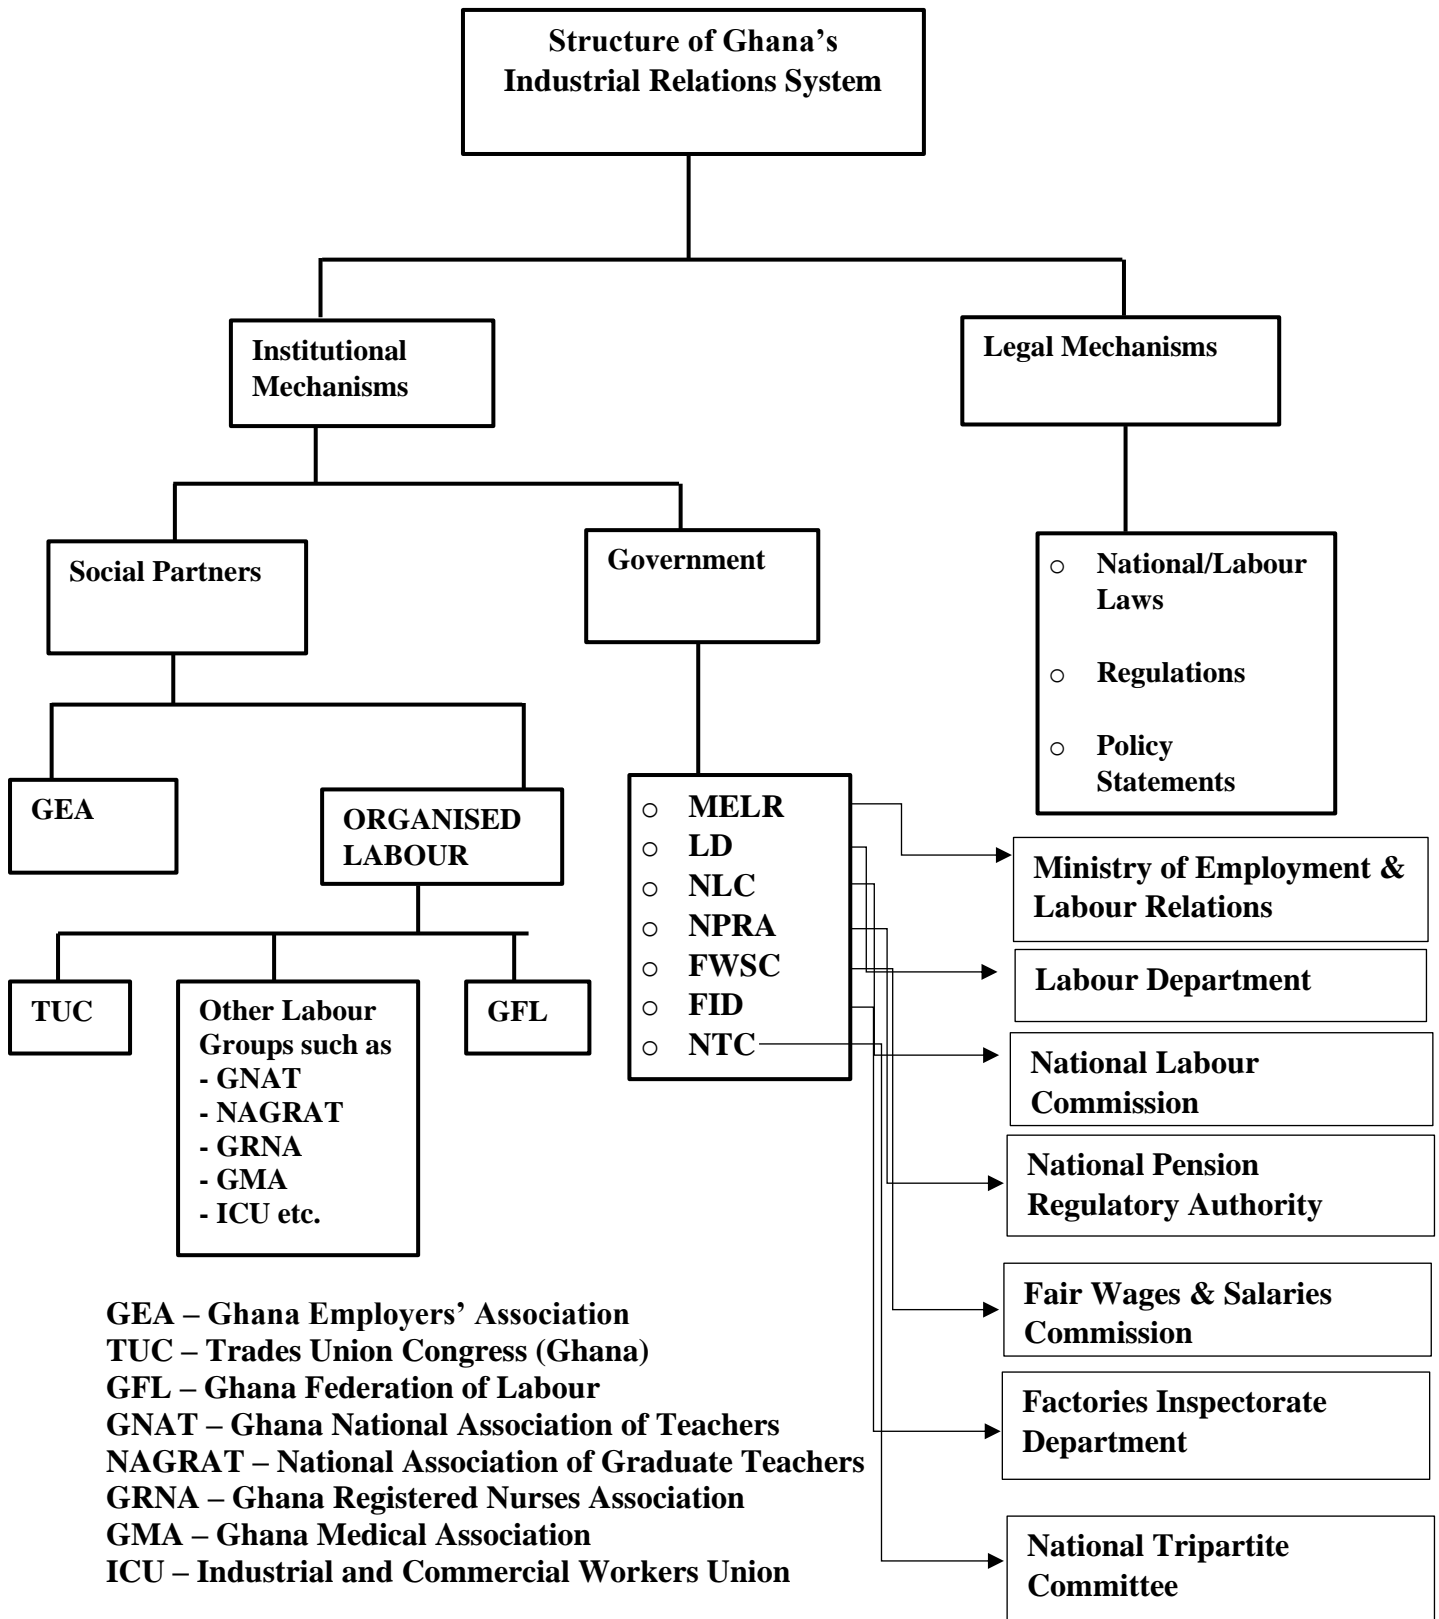 Structure of Ghana’s
Industrial Relations System
Institutional
Mechanisms
Legal Mechanisms
Social Partners
Government
o National/Labour
Laws
o Regulations
o Policy
Statements
GEA
ORGANISED
LABOUR
o MELR
o LD
o NLC
o NPRA
o FWSC
o FID
o NTC
TUC
Other Labour
Groups such as
- GNAT
- NAGRAT
- GRNA
- GMA
- ICU etc.
GFL
Ministry of Employment &
Labour Relations
Labour Department
National Labour
Commission
National Pension
Regulatory Authority
Fair Wages & Salaries
Commission
Factories Inspectorate
Department
National Tripartite
Committee
GEA – Ghana Employers’ Association
TUC – Trades Union Congress (Ghana)
GFL – Ghana Federation of Labour
GNAT – Ghana National Association of Teachers
NAGRAT – National Association of Graduate Teachers
GRNA – Ghana Registered Nurses Association
GMA – Ghana Medical Association
ICU – Industrial and Commercial Workers Union